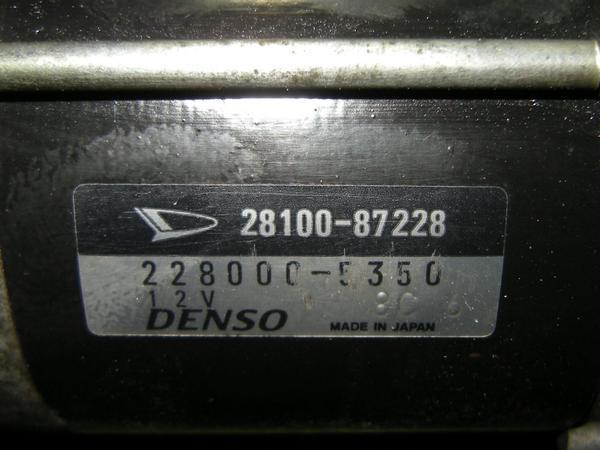 28100-87228
228000-5350
12V
DENSO
MADE IN JAPAN